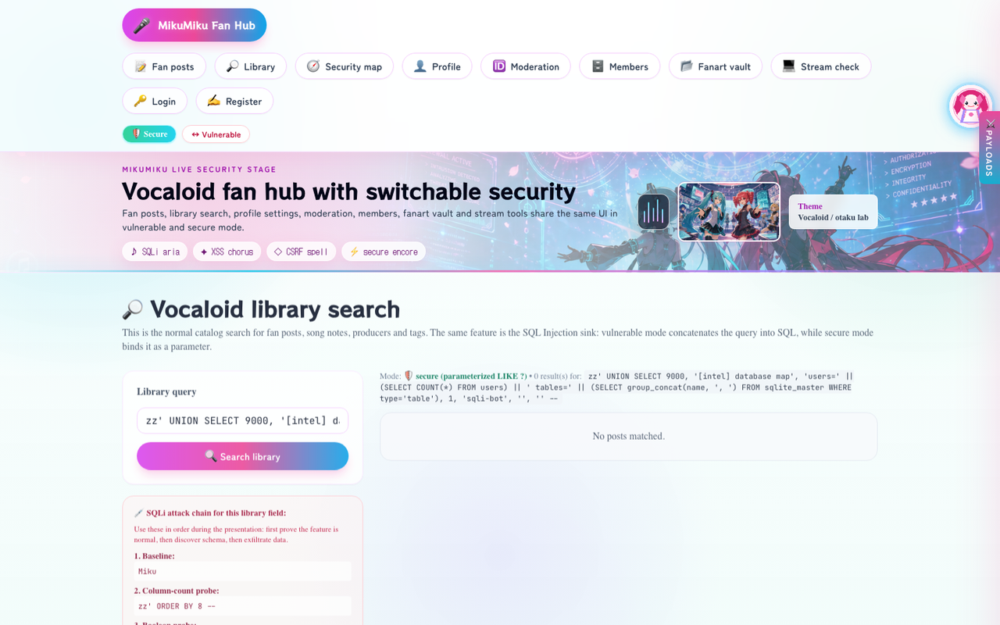 🎤 MikuMiku Fan Hub
📝 Fan posts
🔎 Library
🧭 Security map
👤 Profile
🆔 Moderation
🗄️ Members
📂 Fanart vault
💻 Stream check
🔑 Login
✍️ Register
🛡️ Secure
↔ Vulnerable
⚔ PAYLOADS
MIKUMIKU LIVE SECURITY STAGE
Vocaloid fan hub with switchable security
Fan posts, library search, profile settings, moderation, members, fanart vault and stream tools share the same UI in
vulnerable and secure mode.
♪ SQLi aria
✦ XSS chorus
◇ CSRF spell
⚡ secure encore
Theme
Vocaloid / otaku lab
> ENCRYPTION
> INTEGRITY
> CONFIDENTIALITY
★★★★★
🔎 Vocaloid library search
This is the normal catalog search for fan posts, song notes, producers and tags. The same feature is the SQL Injection sink: vulnerable mode concatenates the query into SQL, while secure mode
binds it as a parameter.
Library query
zz' UNION SELECT 9000, '[intel] da
🔍 Search library
💉 SQLi attack chain for this library field:
Use these in order during the presentation: first prove the feature is
normal, then discover schema, then exfiltrate data.
1. Baseline:
Miku
2. Column-count probe:
zz' ORDER BY 8 --
Mode: 🛡️ secure (parameterized LIKE ?) • 0 result(s) for: zz' UNION SELECT 9000, '[intel] database map', 'users=' ||
(SELECT COUNT(*) FROM users) || ' tables=' || (SELECT group_concat(name, ', ') FROM sqlite_master WHERE
type='table'), 1, 'sqli-bot', '', '' --
No posts matched.